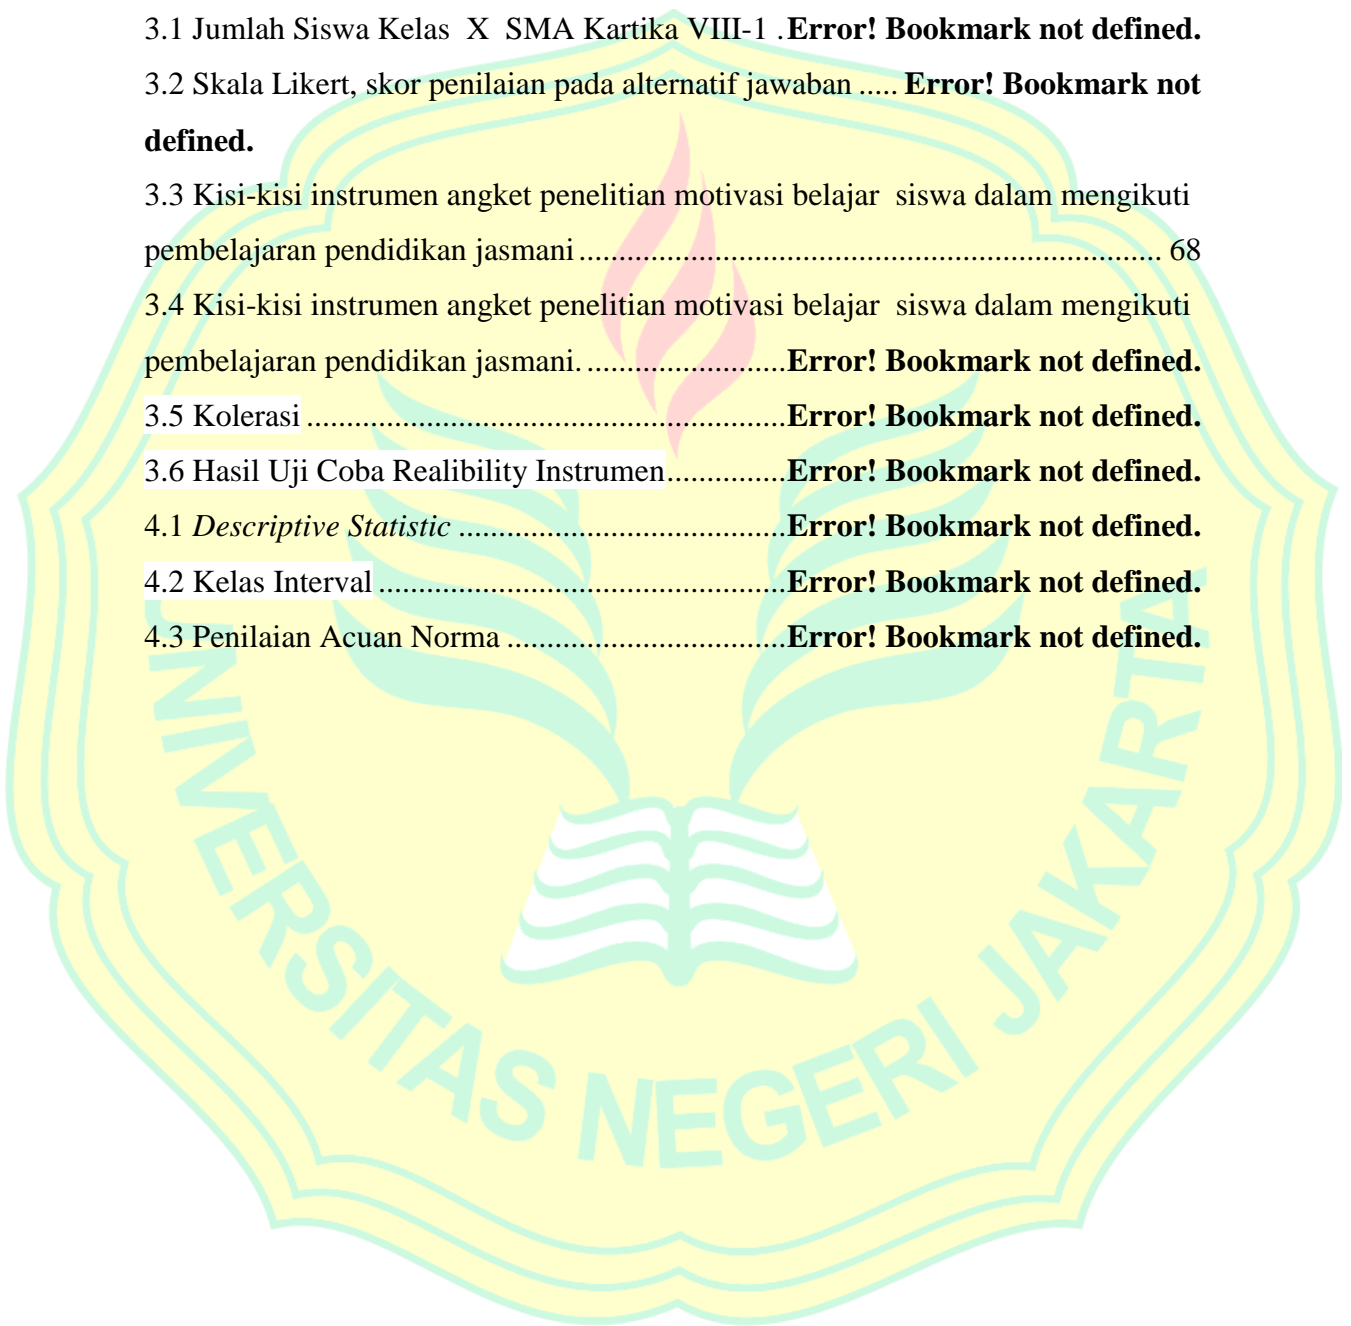 3.1 Jumlah Siswa Kelas  X  SMA Kartika VIII-1 .Error! Bookmark not defined.
3.2 Skala Likert, skor penilaian pada alternatif jawaban ..... Error! Bookmark not
defined.
3.3 Kisi-kisi instrumen angket penelitian motivasi belajar  siswa dalam mengikuti
pembelajaran pendidikan jasmani ......................................................................... 68
3.4 Kisi-kisi instrumen angket penelitian motivasi belajar  siswa dalam mengikuti
pembelajaran pendidikan jasmani. .........................Error! Bookmark not defined.
3.5 Kolerasi ............................................................Error! Bookmark not defined.
3.6 Hasil Uji Coba Realibility Instrumen...............Error! Bookmark not defined.
4.1 Descriptive Statistic .........................................Error! Bookmark not defined.
4.2 Kelas Interval ...................................................Error! Bookmark not defined.
4.3 Penilaian Acuan Norma ...................................Error! Bookmark not defined.
UNIVERSITAS NEGERI JAKARTA